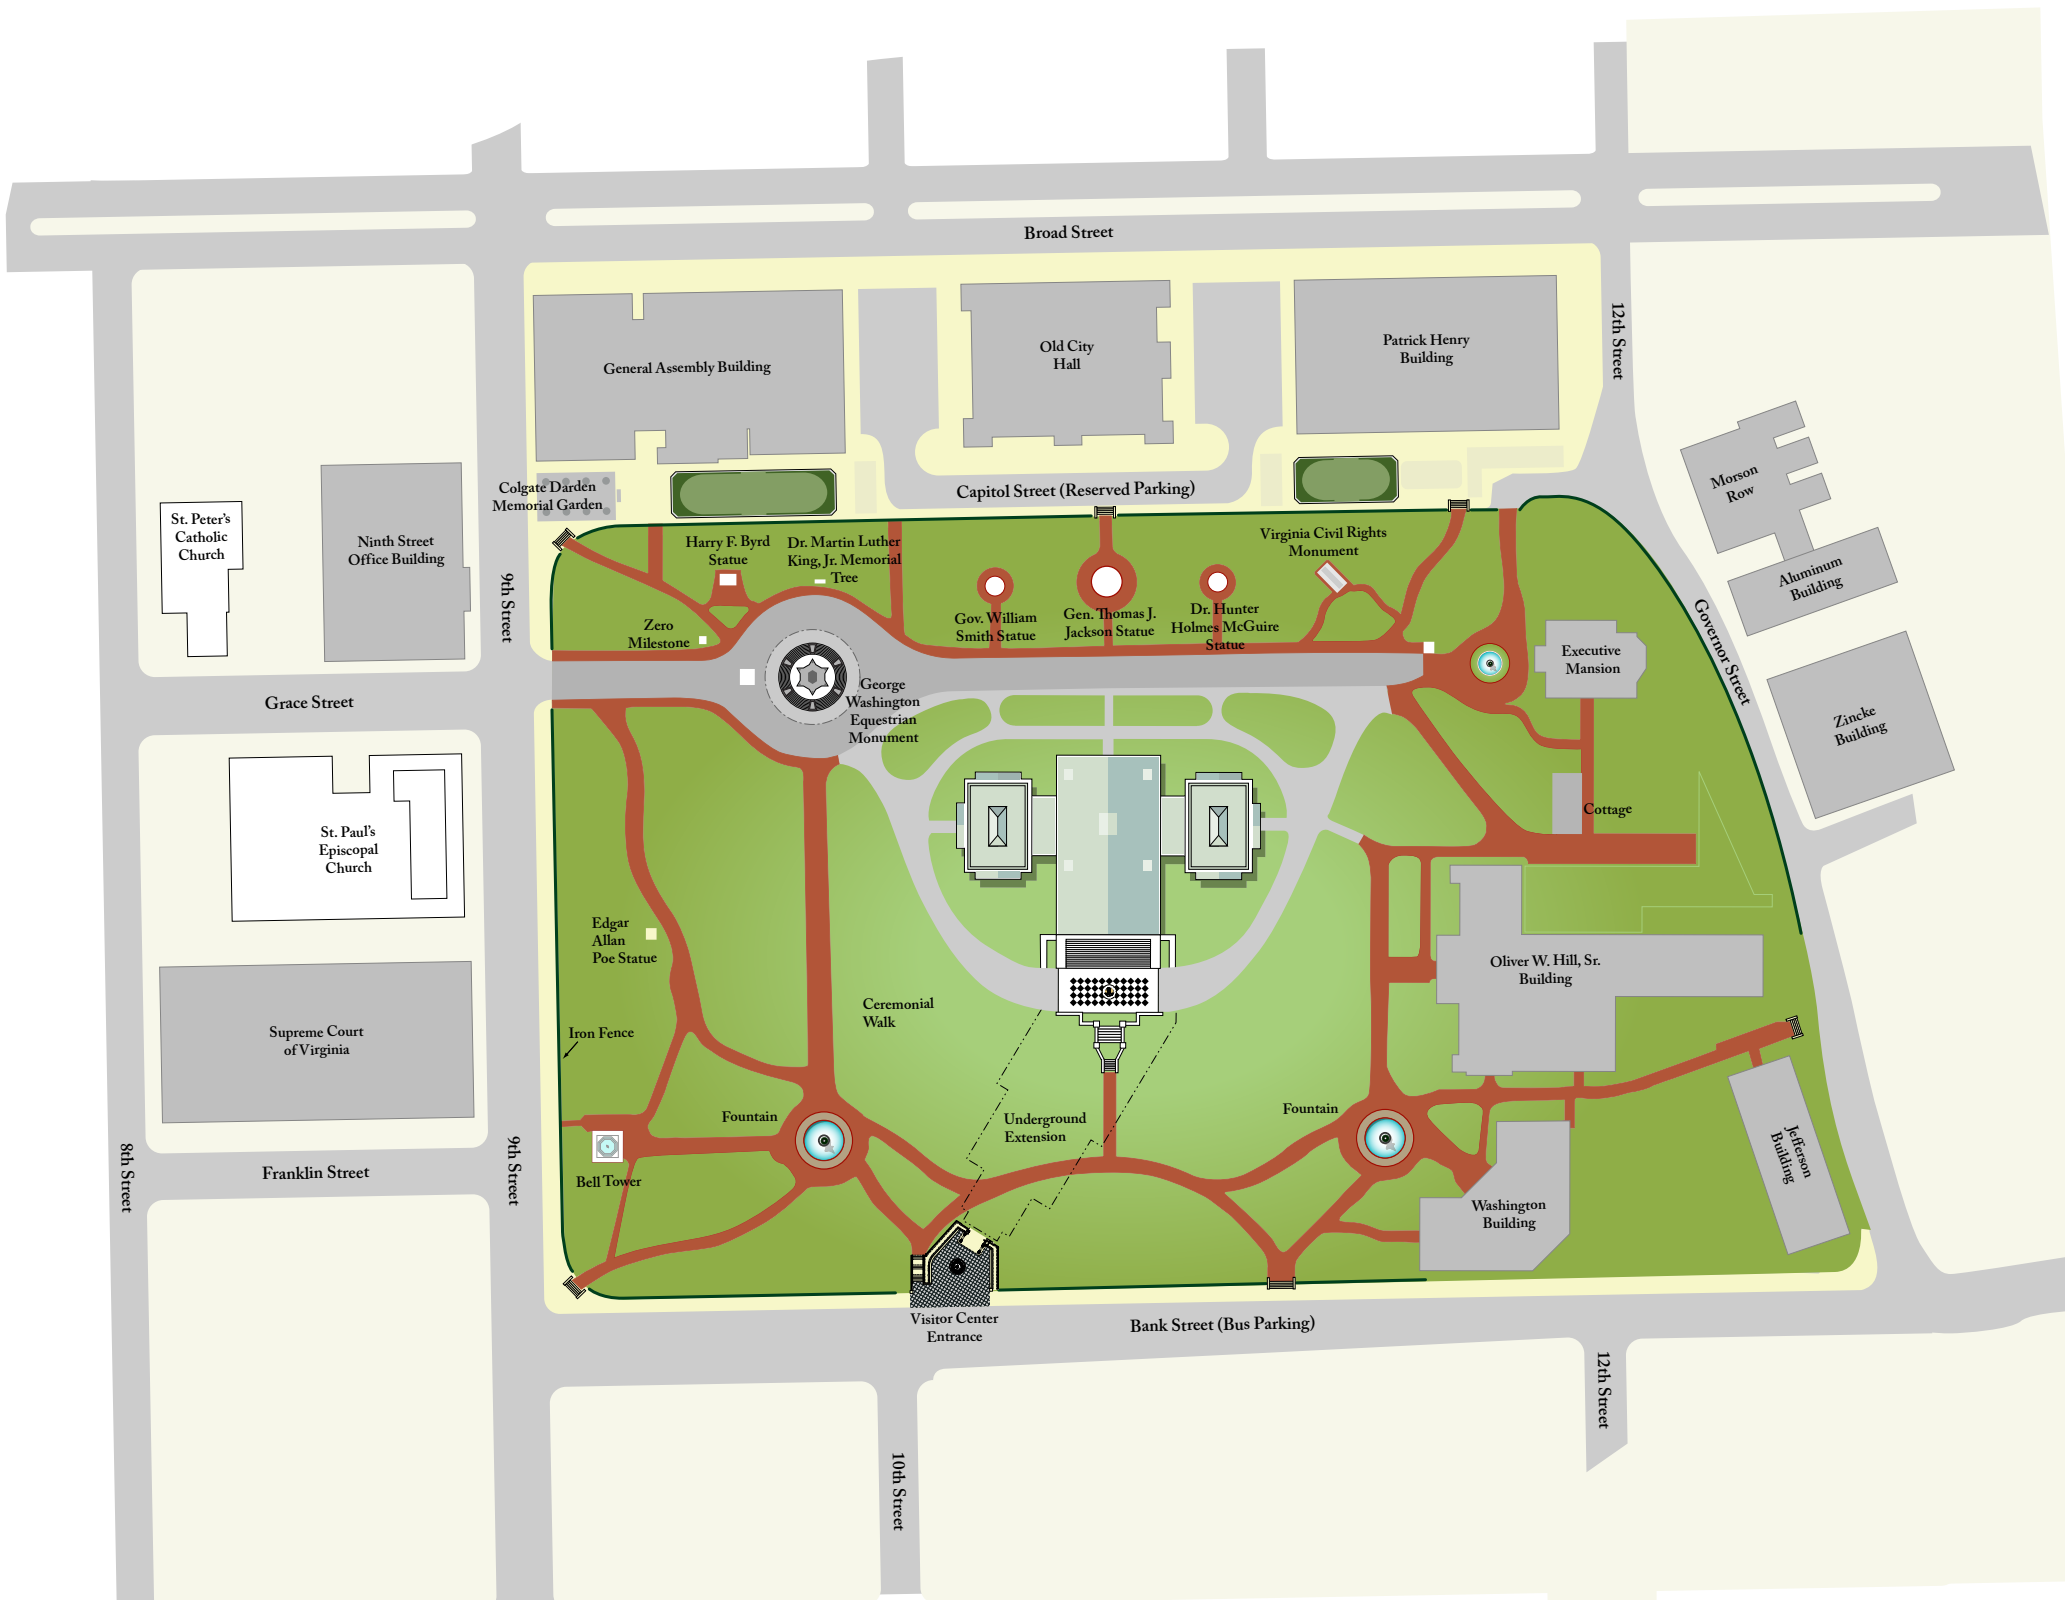 Broad Street
12th Street
Patrick Henry
Building
Old City
Hall
General Assembly Building
Colgate Darden
Memorial Garden
Capitol Street (Reserved Parking)
Morson
Row
St. Peter's
Catholic
Church
Ninth Street
Office Building
Harry F. Byrd
Statue
Dr. Martin Luther
King, Jr. Memorial
Tree
Virginia Civil Rights
Monument
Aluminum
Building
9th Street
Zero
Milestone
Gov. William
Smith Statue
Gen. Thomas J.
Jackson Statue
Dr. Hunter
Holmes McGuire
Statue
Executive
Mansion
Governor Street
Zincke
Building
Grace Street
George
Washington
Equestrian
Monument
Cottage
St. Paul's
Episcopal
Church
Edgar
Allan
Poe Statue
Oliver W. Hill, Sr.
Building
Ceremonial
Walk
Supreme Court
of Virginia
Iron Fence
Fountain
Underground
Extension
Fountain
Jefferson
Building
8th Street
9th Street
Franklin Street
Bell Tower
Washington
Building
Visitor Center
Entrance
Bank Street (Bus Parking)
12th Street
10th Street